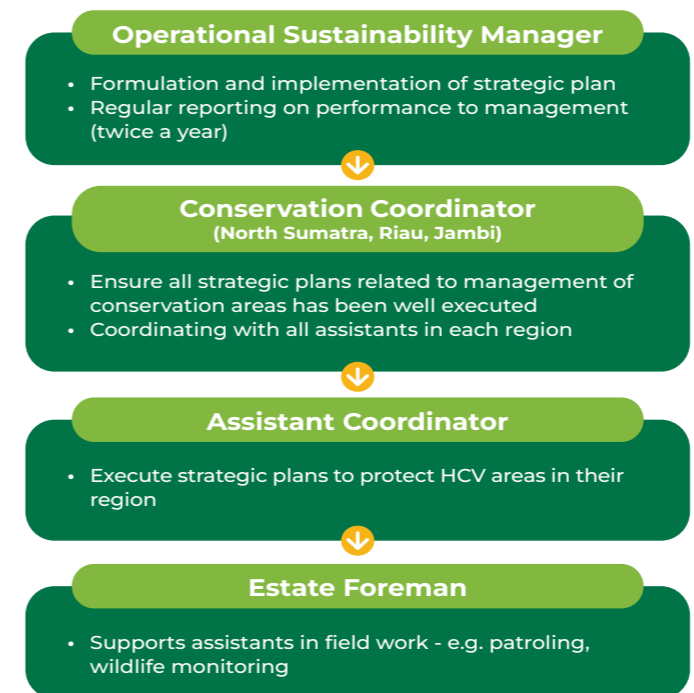 Operational Sustainability Manager
• Formulation and implementation of strategic plan
• Regular reporting on performance to management
(twice a year)
Conservation Coordinator
(North Sumatra, Riau, Jambi)
• Ensure all strategic plans related to management of
conservation areas has been well executed
• Coordinating with all assistants in each region
Assistant Coordinator
• Execute strategic plans to protect HCV areas in their
region
Estate Foreman
• Supports assistants in field work - e.g. patroling,
wildlife monitoring